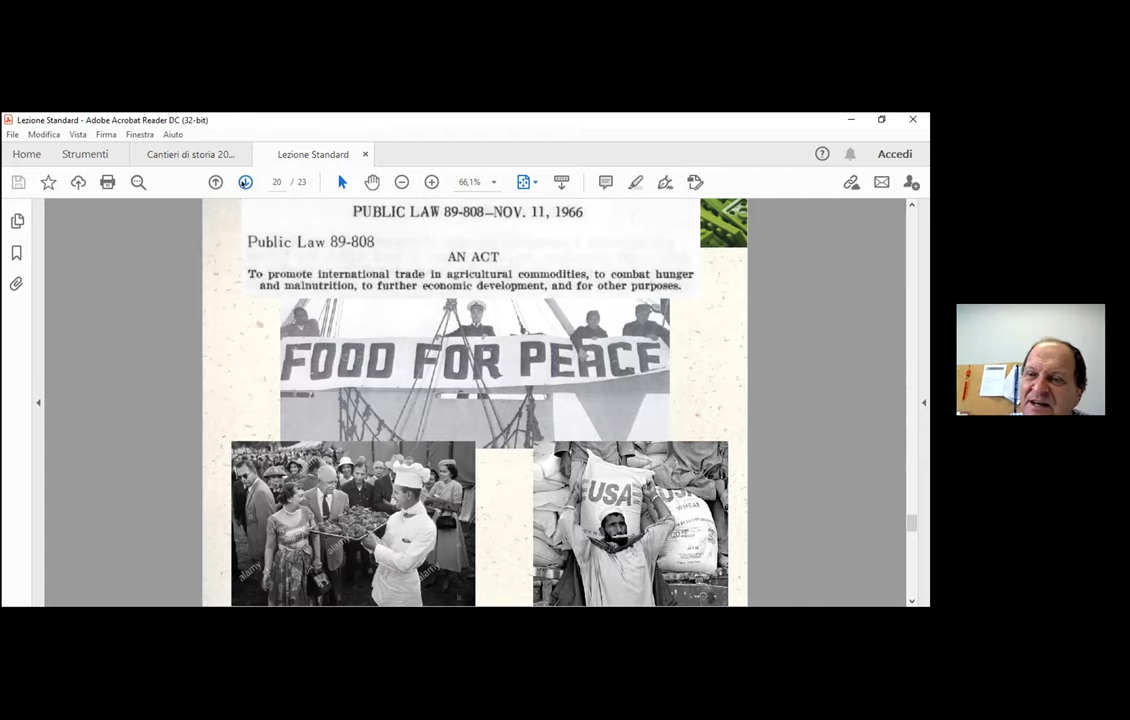 Lezione Standard - Adobe Acrobat Reader DC (32-bit)
File Modifica Vista Firma Finestra Aiuto
Home Strumenti Cantieri di storia 20... Lezione Standard Accedi
20 / 23 66,1%
PUBLIC LAW 89-808—NOV. 11, 1966
Public Law 89-808
AN ACT
To promote international trade in agricultural commodities, to combat hunger
and malnutrition, to further economic development, and for other purposes.
FOOD FOR PEACE
USA
WHEAT
alamy
alamy
alamy